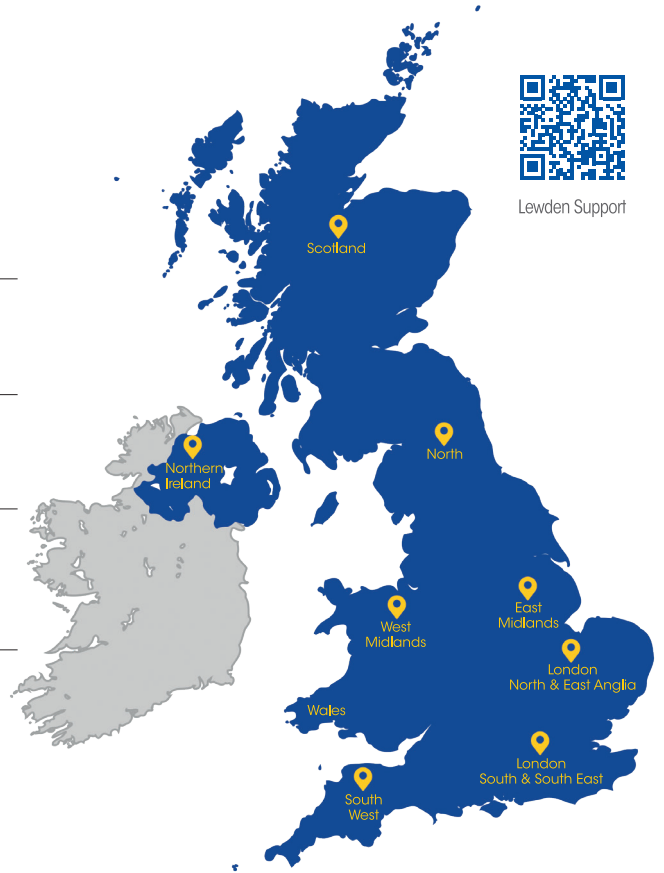 Lewden Support
Scotland
North
Northern
Ireland
East
Midlands
West
Midlands
London
North & East Anglia
Wales
London
South & South East
South
West